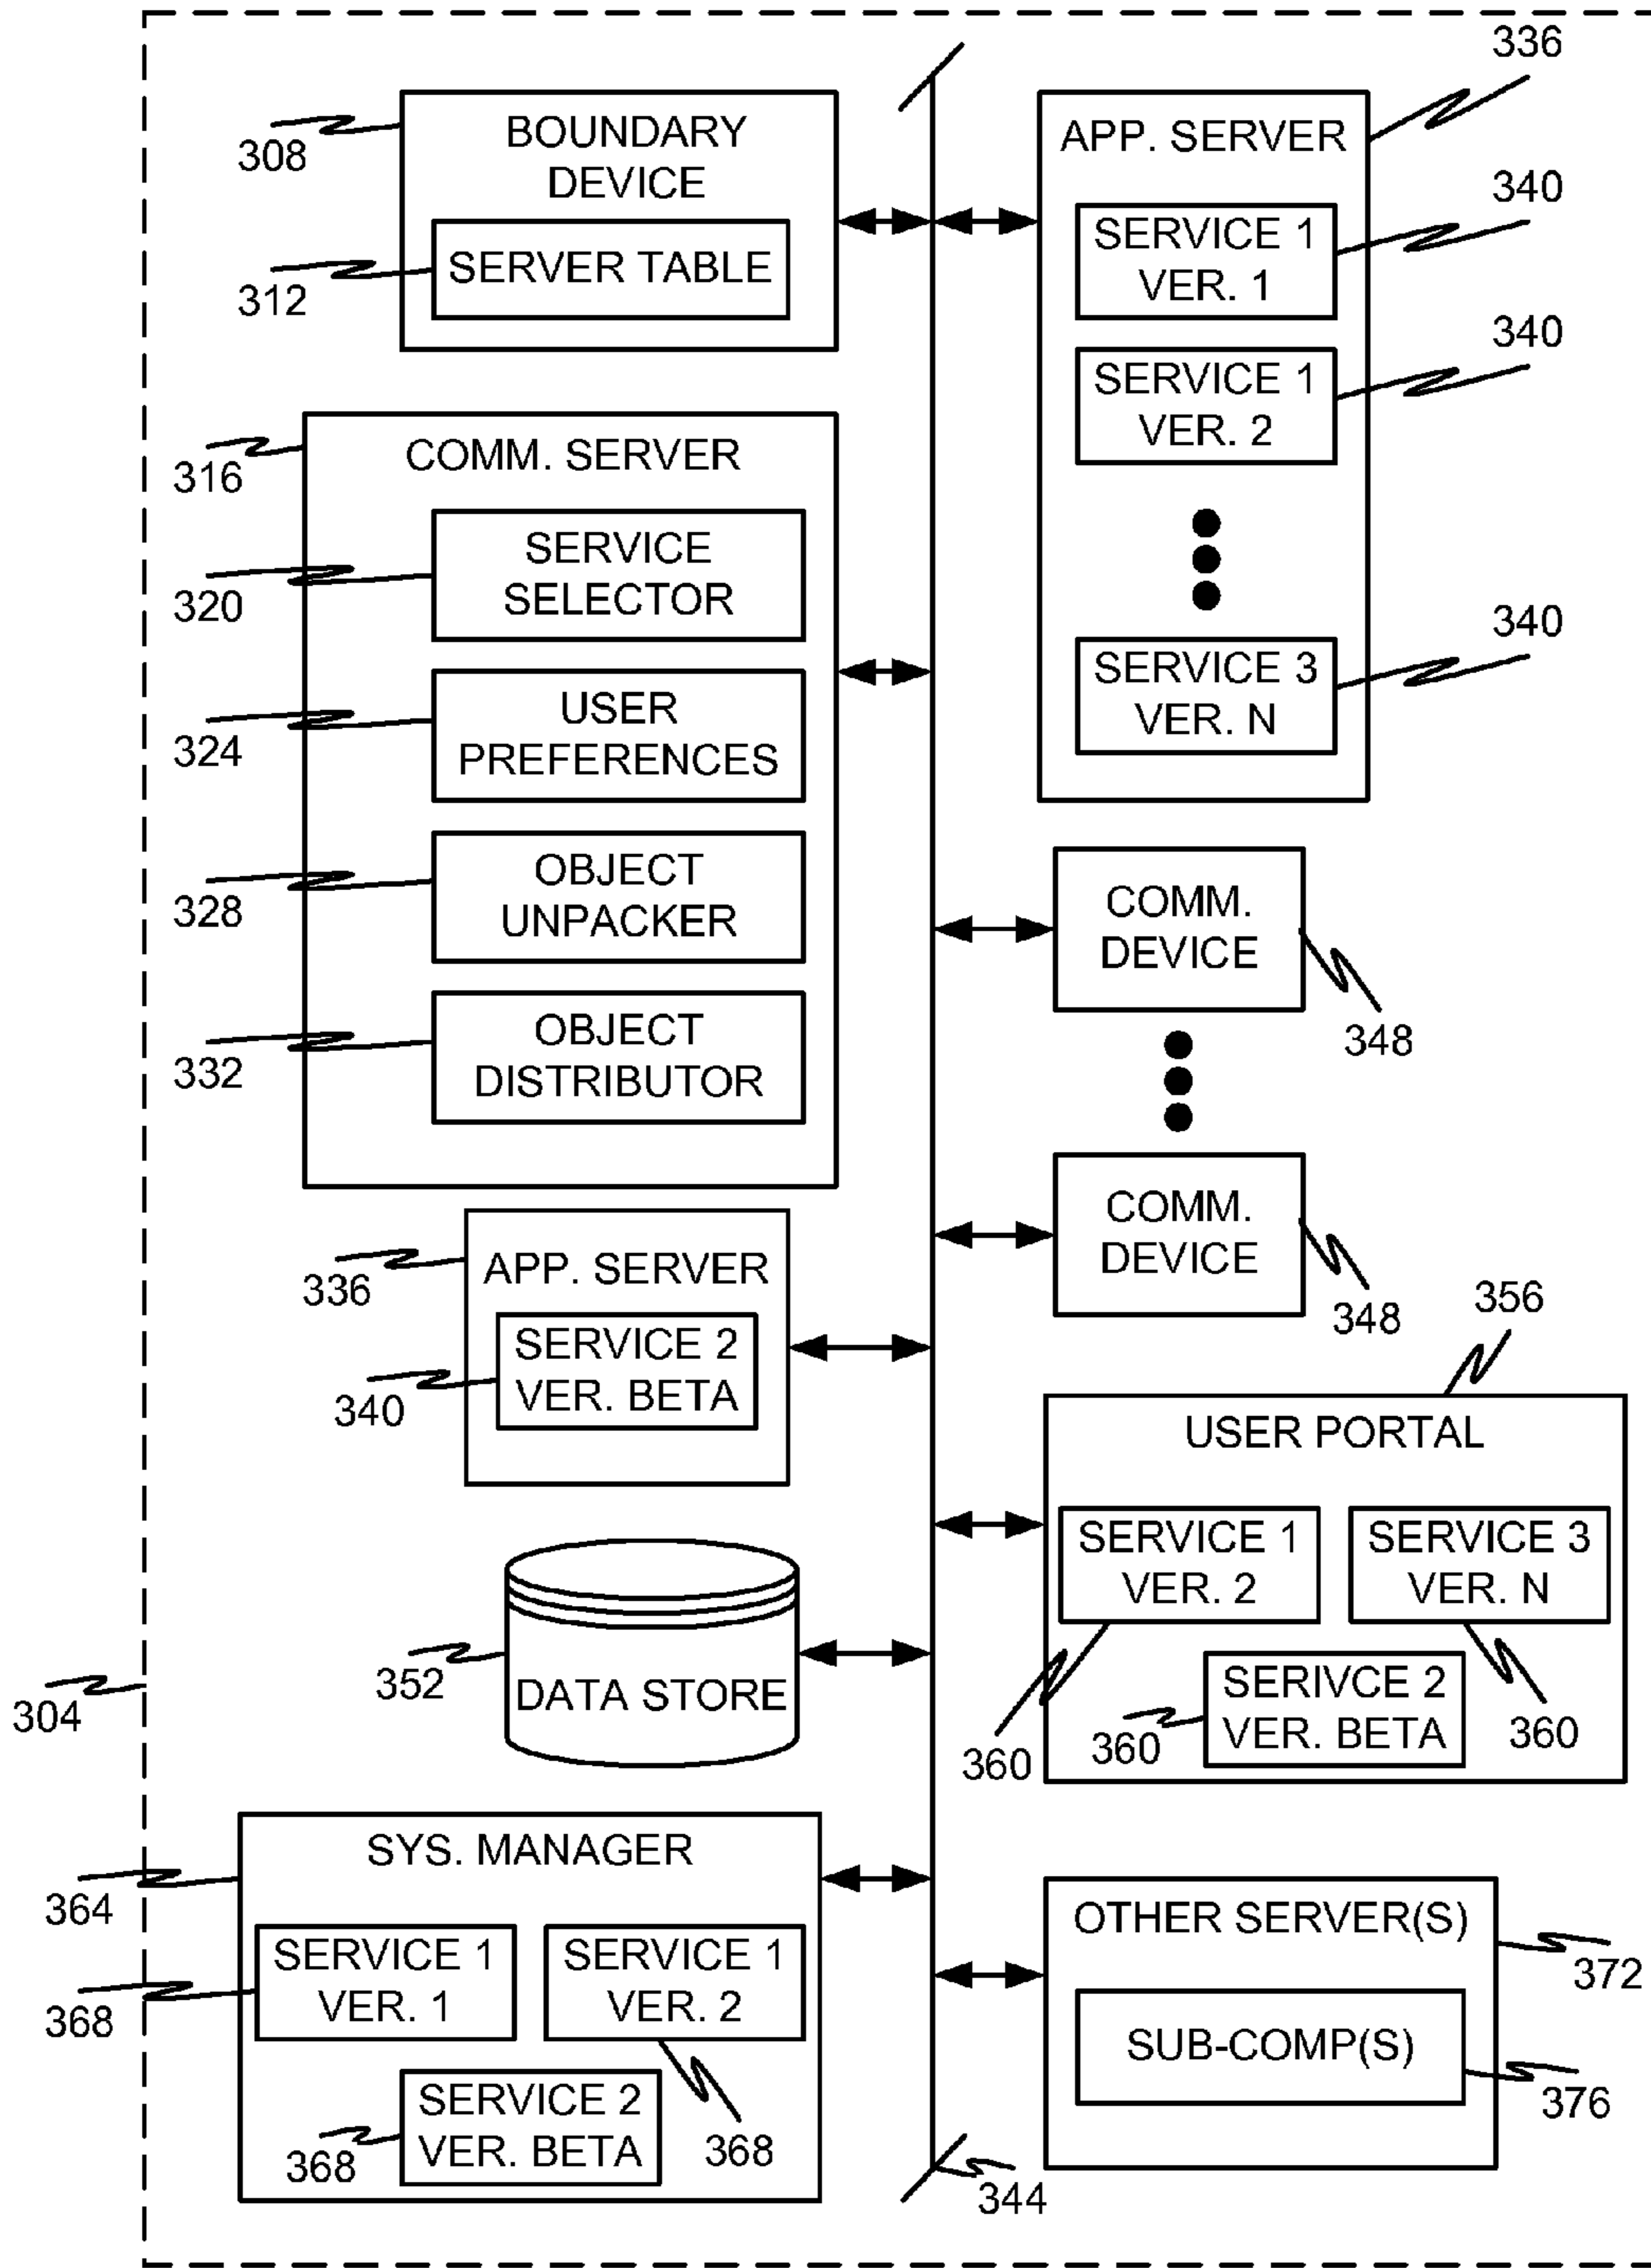 336
308
BOUNDARY
DEVICE
312
SERVER TABLE
APP. SERVER
340
SERVICE 1
VER. 1
340
SERVICE 1
VER. 2
340
SERVICE 3
VER. N
316
COMM. SERVER
320
SERVICE
SELECTOR
324
USER
PREFERENCES
328
OBJECT
UNPACKER
332
OBJECT
DISTRIBUTOR
COMM.
DEVICE
348
COMM.
DEVICE
348
336
APP. SERVER
340
SERVICE 2
VER. BETA
356
USER PORTAL
SERVICE 1
VER. 2
SERVICE 3
VER. N
360
360
SERIVCE 2
VER. BETA
360
352
DATA STORE
304
364
SYS. MANAGER
368
SERVICE 1
VER. 1
SERVICE 1
VER. 2
368
SERVICE 2
VER. BETA
368
OTHER SERVER(S)
372
SUB-COMP(S)
376
344